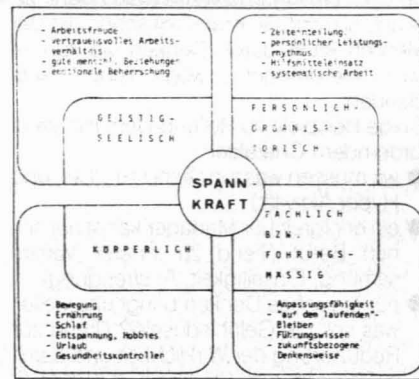 - Arbeitsfreude
- vertrauensvolles Arbeits-
verhältnis
- gute menschl. Beziehungen
- emotionale Beherrschung
GEISTIG-
SEELISCH
- Zeiteinteilung
- persönlicher Leistungs-
rhythmus
- Hilfsmitteleinsatz
- systematische Arbeit
PERSÖNLICH-
ORGANISA-
TORISCH
SPANN
KRAFT
KÖRPERLICH
- Bewegung
- Ernährung
- Schlaf
- Entspannung, Hobbies
- Urlaub
- Gesundheitskontrollen
FACHLICH
BZW.
FÜHRUNGS-
MÄSSIG
- Anpassungsfähigkeit
- "auf dem laufenden"-
Bleiben
- Führungswissen
- zukunftsbezogene
Denkensweise